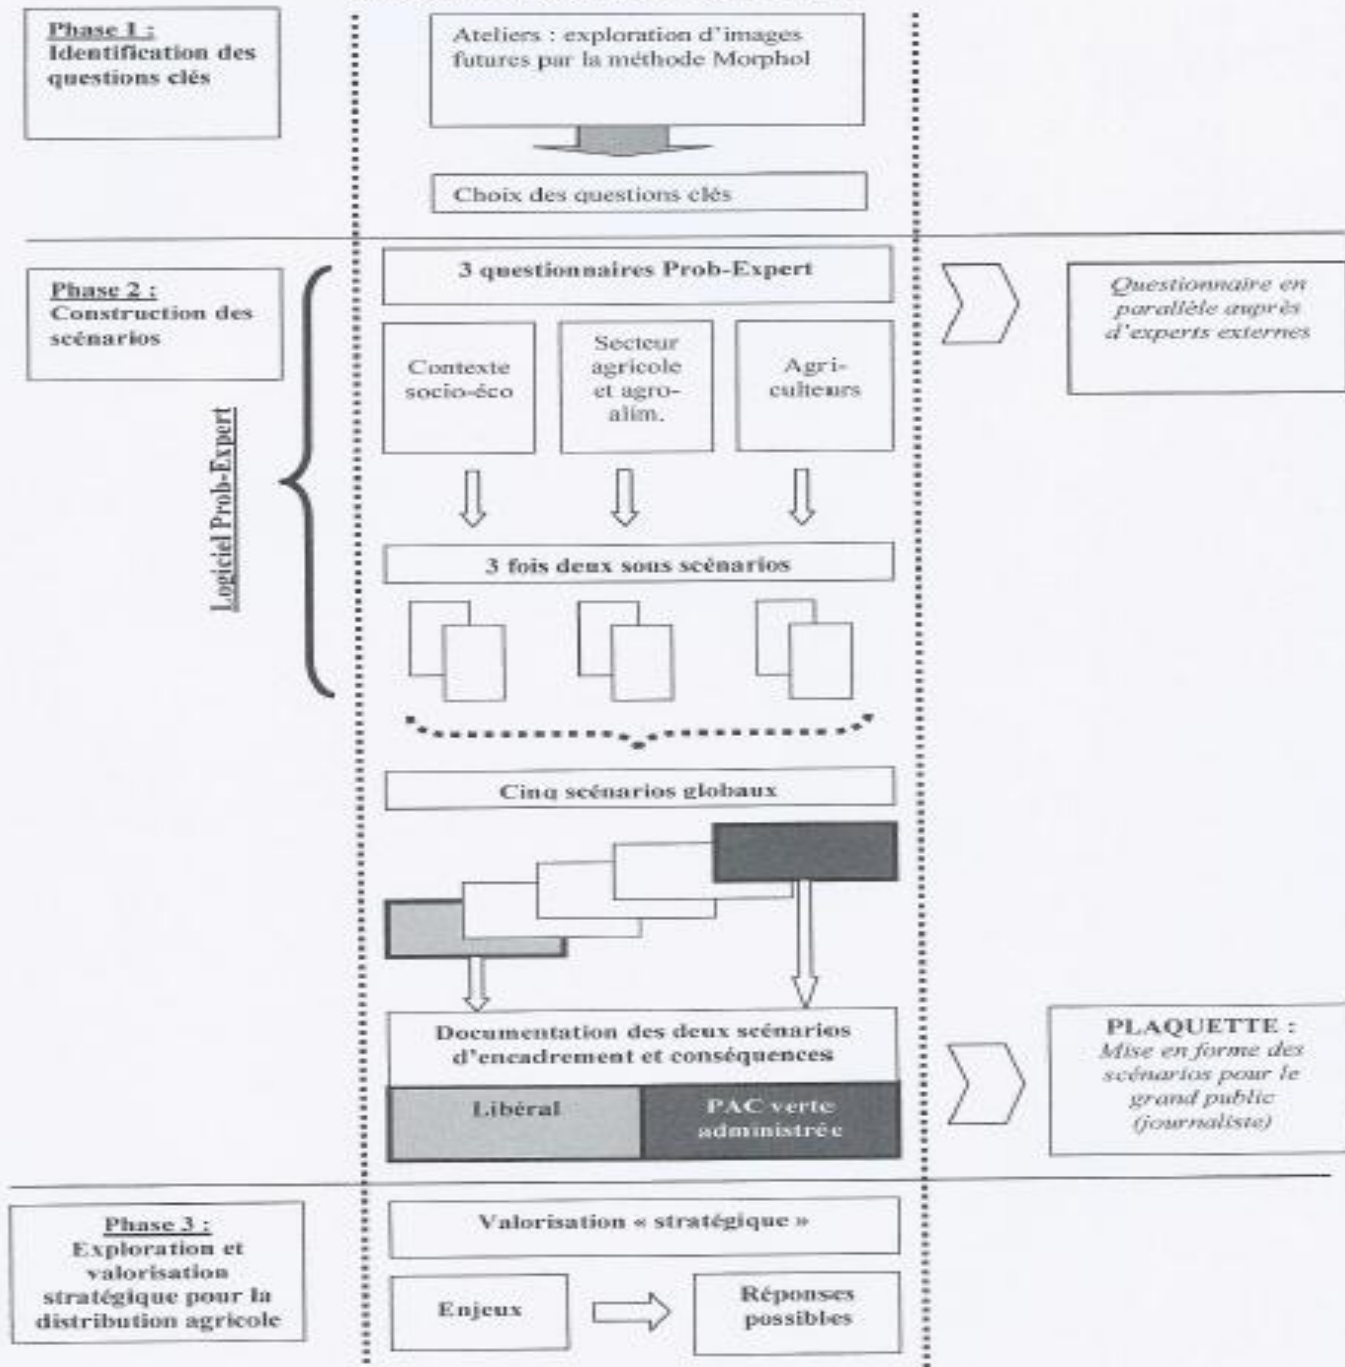 Phase 1 :
Identification des
questions clés
Ateliers : exploration d'images
futures par la méthode Morphol
Choix des questions clés
Phase 2 :
Construction des
scénarios
Logiciel Prob-Expert
3 questionnaires Prob-Expert
Questionnaire en
parallèle auprès
d'experts externes
Contexte
socio-éco
Secteur
agricole
et agro-
alim.
Agri-
culteurs
3 fois deux sous scénarios
Cinq scénarios globaux
Documentation des deux scénarios
d'encadrement et conséquences
Libéral
PAC verte
administrée
PLAQUETTE :
Mise en forme des
scénarios pour le
grand public
(journaliste)
Phase 3 :
Exploration et
valorisation
stratégique pour la
distribution agricole
Valorisation « stratégique »
Enjeux
Réponses
possibles